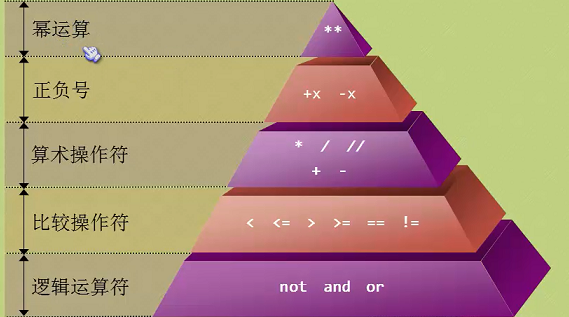 幂运算
**
正负号
+x -x
算术操作符
* / //
+ -
比较操作符
< <= > >= == !=
逻辑运算符
not and or